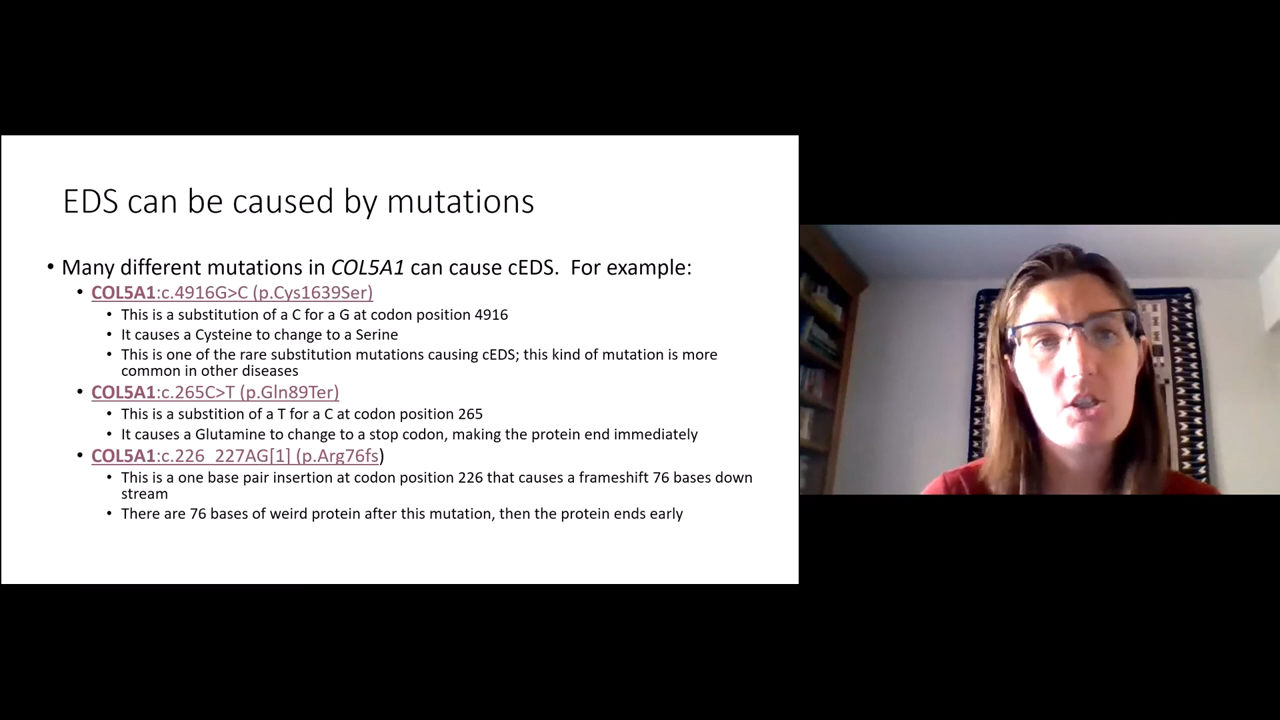 EDS can be caused by mutations
• Many different mutations in COL5A1 can cause cEDS.  For example:
• COL5A1:c.4916G>C (p.Cys1639Ser)
• This is a substitution of a C for a G at codon position 4916
• It causes a Cysteine to change to a Serine
• This is one of the rare substitution mutations causing cEDS; this kind of mutation is more
common in other diseases
• COL5A1:c.265C>T (p.Gln89Ter)
• This is a substition of a T for a C at codon position 265
• It causes a Glutamine to change to a stop codon, making the protein end immediately
• COL5A1:c.226_227AG[1] (p.Arg76fs)
• This is a one base pair insertion at codon position 226 that causes a frameshift 76 bases down
stream
• There are 76 bases of weird protein after this mutation, then the protein ends early